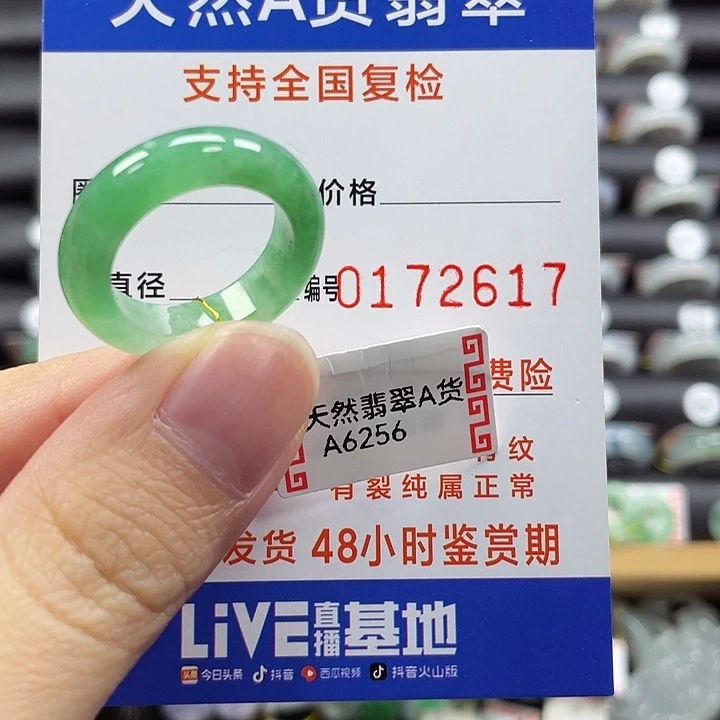 天然A货翡翠
支持全国复检
价格
直径
编号0172617
费险
天然翡翠A货
A6256
有纹
有裂纯属正常
发货 48小时鉴赏期
LiVE直播基地
头条 今日头条 抖音 西瓜视频 抖音火山版